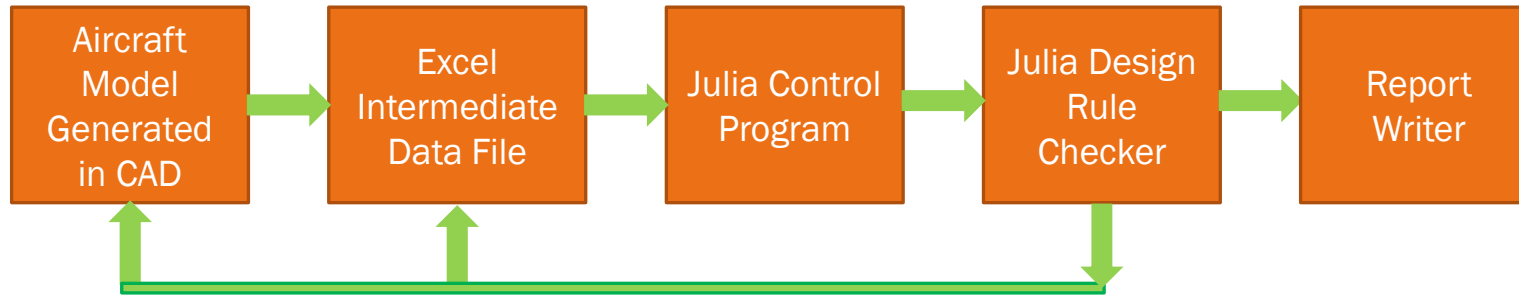 Aircraft
Model
Generated
in CAD
Excel
Intermediate
Data File
Julia Control
Program
Julia Design
Rule
Checker
Report
Writer